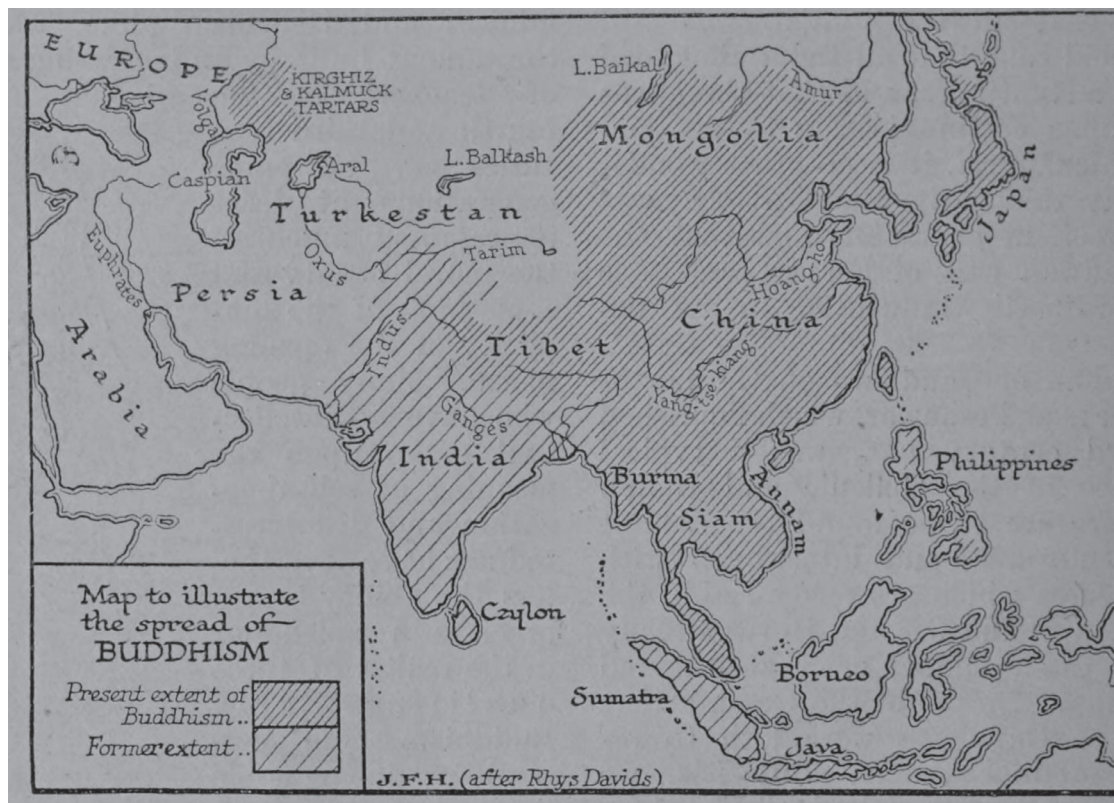 EUROPE
Volga
KIRGHIZ
& KALMUCK
TARTARS
L. Baikal
Amur
Mongolia
Japan
Caspian
Aral
L. Balkash
Turkestan
Oxus
Tarim
Euphrates
Persia
Arabia
Hoang-ho
China
Yang-tse-kiang
Tibet
Indus
Ganges
India
Burma
Siam
Annam
Philippines
Ceylon
Sumatra
Borneo
Java
Map to illustrate
the spread of
BUDDHISM
Present extent of
Buddhism..
Former extent..
J.F.H. (after Rhys Davids)